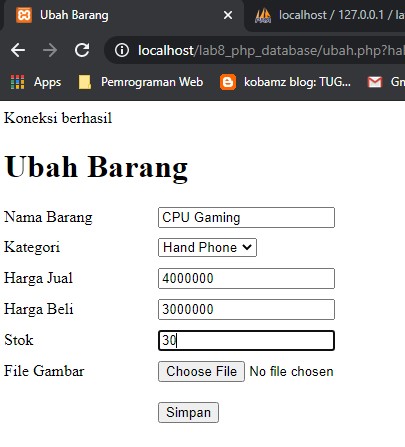 Ubah Barang
localhost / 127.0.0.1 / la
localhost/lab8_php_database/ubah.php?hal
Apps
Pemrograman Web
kobamz blog: TUG...
Gm
Koneksi berhasil
Ubah Barang
Nama Barang CPU Gaming
Kategori Hand Phone
Harga Jual 4000000
Harga Beli 3000000
Stok 30
File Gambar Choose File No file chosen
Simpan